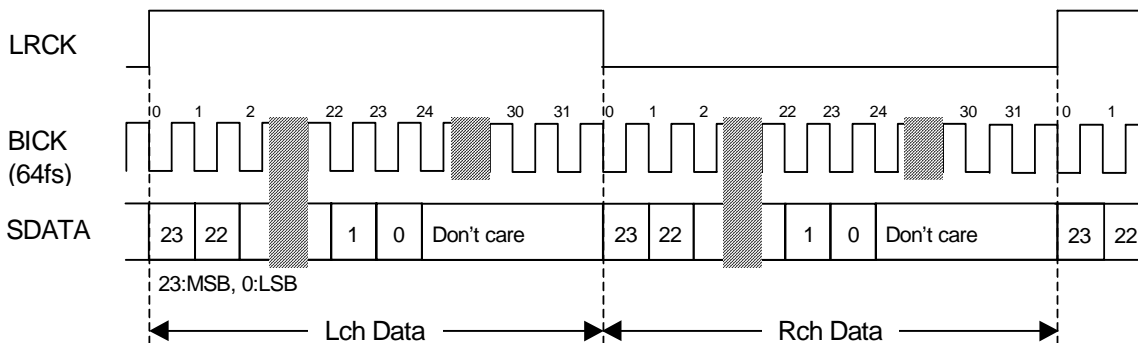 LRCK
0 1 2 22 23 24 30 31 0 1 2 22 23 24 30 31 0 1
BICK
(64fs)
SDATA 23 22 1 0 Don't care 23 22 1 0 Don't care 23 22
23:MSB, 0:LSB
Lch Data Rch Data